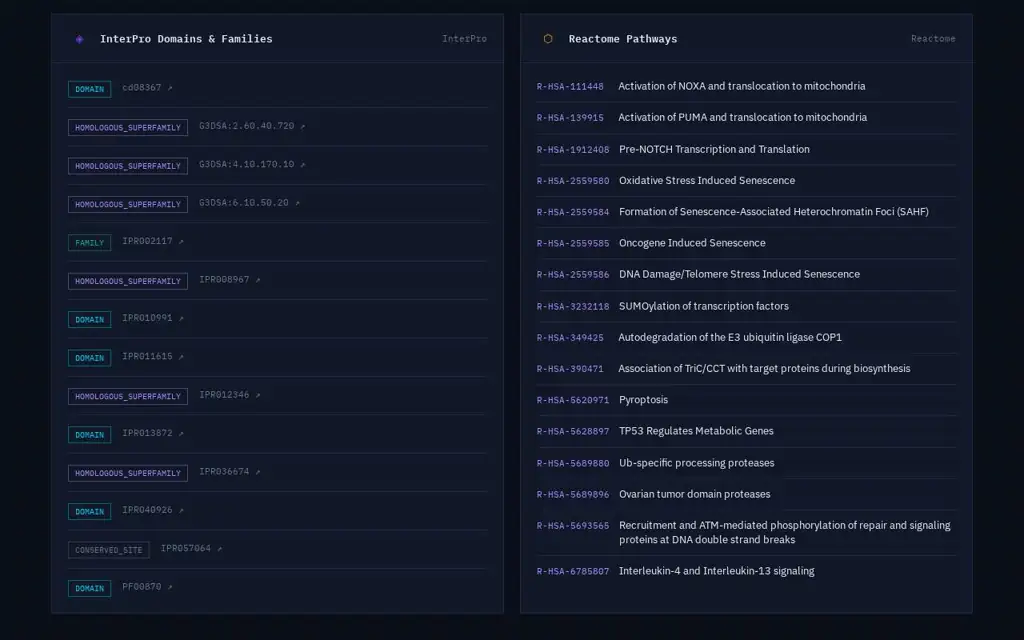 ◈ InterPro Domains & Families InterPro
DOMAIN cd08367 ↗
HOMOLOGOUS_SUPERFAMILY G3DSA:2.60.40.720 ↗
HOMOLOGOUS_SUPERFAMILY G3DSA:4.10.170.10 ↗
HOMOLOGOUS_SUPERFAMILY G3DSA:6.10.50.20 ↗
FAMILY IPR002117 ↗
HOMOLOGOUS_SUPERFAMILY IPR008967 ↗
DOMAIN IPR010991 ↗
DOMAIN IPR011615 ↗
HOMOLOGOUS_SUPERFAMILY IPR012346 ↗
DOMAIN IPR013872 ↗
HOMOLOGOUS_SUPERFAMILY IPR036674 ↗
DOMAIN IPR040926 ↗
CONSERVED_SITE IPR057064 ↗
DOMAIN PF00870 ↗
⬡ Reactome Pathways Reactome
R-HSA-111448 Activation of NOXA and translocation to mitochondria
R-HSA-139915 Activation of PUMA and translocation to mitochondria
R-HSA-1912408 Pre-NOTCH Transcription and Translation
R-HSA-2559580 Oxidative Stress Induced Senescence
R-HSA-2559584 Formation of Senescence-Associated Heterochromatin Foci (SAHF)
R-HSA-2559585 Oncogene Induced Senescence
R-HSA-2559586 DNA Damage/Telomere Stress Induced Senescence
R-HSA-3232118 SUMOylation of transcription factors
R-HSA-349425 Autodegradation of the E3 ubiquitin ligase COP1
R-HSA-390471 Association of TriC/CCT with target proteins during biosynthesis
R-HSA-5620971 Pyroptosis
R-HSA-5628897 TP53 Regulates Metabolic Genes
R-HSA-5689880 Ub-specific processing proteases
R-HSA-5689896 Ovarian tumor domain proteases
R-HSA-5693565 Recruitment and ATM-mediated phosphorylation of repair and signaling
proteins at DNA double strand breaks
R-HSA-6785807 Interleukin-4 and Interleukin-13 signaling